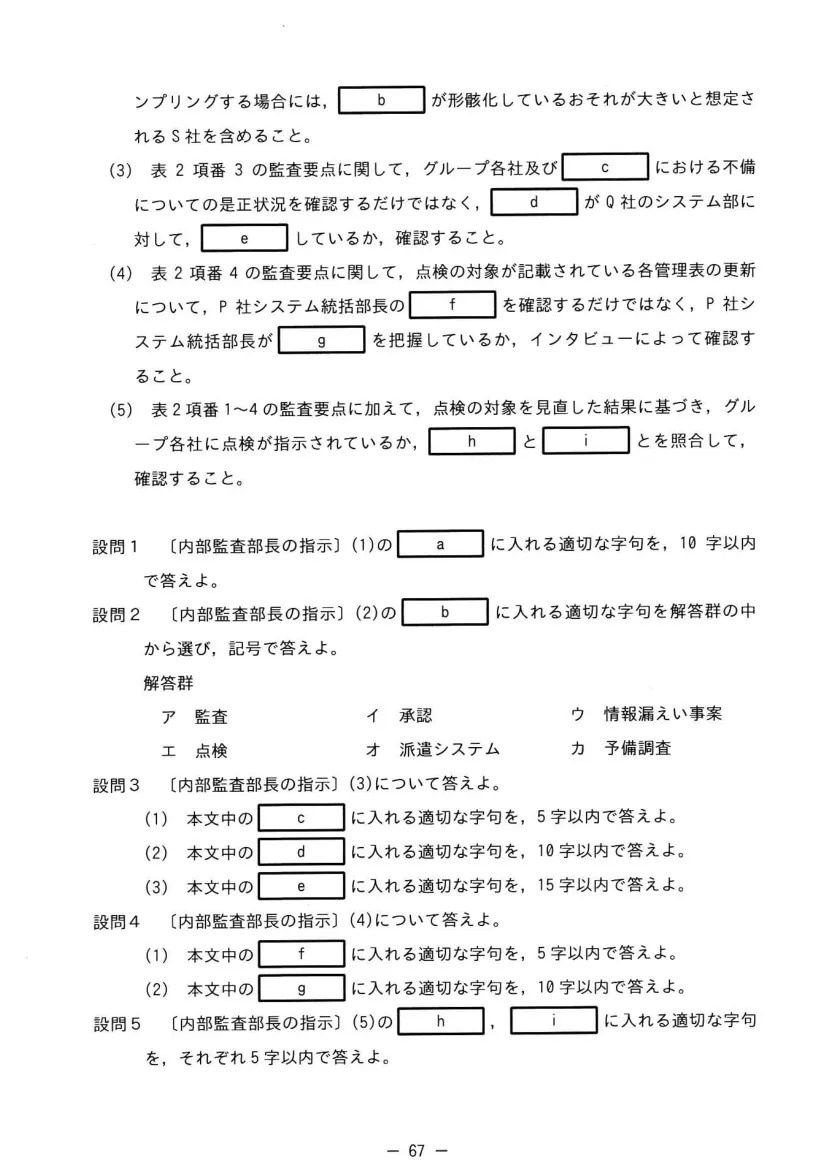 ンプリングする場合には， b が形骸化しているおそれが大きいと想定さ
れる S 社を含めること。
(3) 表 2 項番 3 の監査要点に関して，グループ各社及び c における不備
についての是正状況を確認するだけではなく， d が Q 社のシステム部に
対して， e しているか，確認すること。
(4) 表 2 項番 4 の監査要点に関して，点検の対象が記載されている各管理表の更新
について，P 社システム統括部長の f を確認するだけではなく，P 社シ
ステム統括部長が g を把握しているか，インタビューによって確認す
ること。
(5) 表 2 項番 1～4 の監査要点に加えて，点検の対象を見直した結果に基づき，グル
ープ各社に点検が指示されているか， h と i とを照合して，
確認すること。
設問1 〔内部監査部長の指示〕(1)の a に入れる適切な字句を，10 字以内
で答えよ。
設問2 〔内部監査部長の指示〕(2)の b に入れる適切な字句を解答群の中
から選び，記号で答えよ。
解答群
ア 監査 イ 承認 ウ 情報漏えい事案
エ 点検 オ 派遣システム カ 予備調査
設問3 〔内部監査部長の指示〕(3)について答えよ。
(1) 本文中の c に入れる適切な字句を，5 字以内で答えよ。
(2) 本文中の d に入れる適切な字句を，10 字以内で答えよ。
(3) 本文中の e に入れる適切な字句を，15 字以内で答えよ。
設問4 〔内部監査部長の指示〕(4)について答えよ。
(1) 本文中の f に入れる適切な字句を，5 字以内で答えよ。
(2) 本文中の g に入れる適切な字句を，10 字以内で答えよ。
設問5 〔内部監査部長の指示〕(5)の h ， i に入れる適切な字句
を，それぞれ 5 字以内で答えよ。
― 67 ―